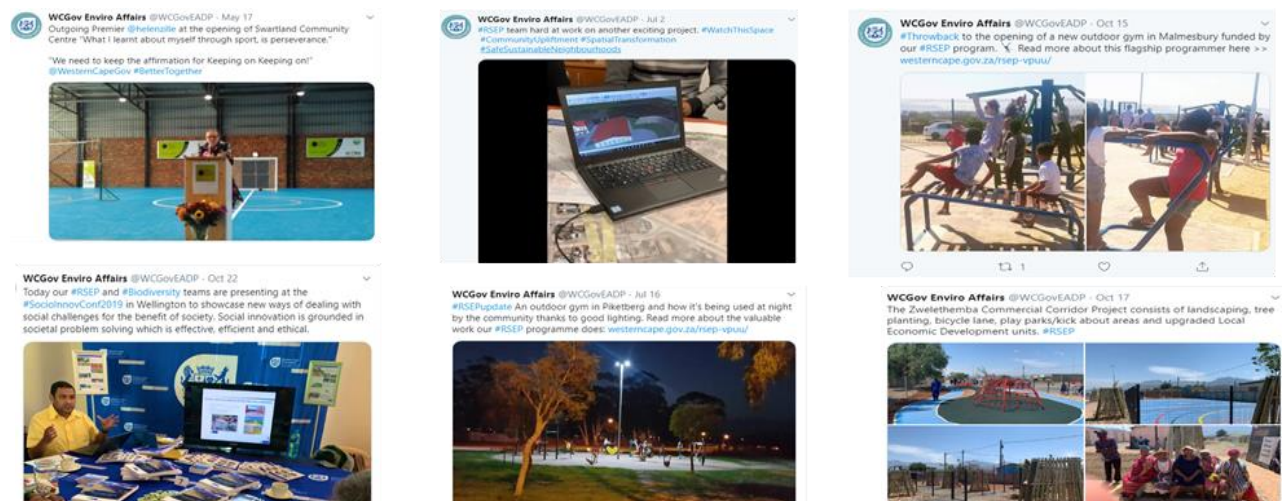 WCGov Enviro Affairs @WCGovEADP · May 17
Outgoing Premier @helenzille at the opening of Swartland Community
Centre "What I learnt about myself through sport, is perseverance."
"We need to keep the affirmation for Keeping on Keeping on!"
@WesternCapeGov #BetterTogether
WCGov Enviro Affairs @WCGovEADP · Jul 2
#RSEP team hard at work on another exciting project. #WatchThisSpace
#CommunityUpliftment #SpatialTransformation
#SafeSustainableNeighbourhoods
WCGov Enviro Affairs @WCGovEADP · Oct 15
#Throwback to the opening of a new outdoor gym in Malmesbury funded by
our #RSEP program. Read more about this flagship programmer here >>
westerncape.gov.za/rsep-vpuu/
1
WCGov Enviro Affairs @WCGovEADP · Oct 22
Today our #RSEP and #Biodiversity teams are presenting at the
#SocioInnovConf2019 in Wellington to showcase new ways of dealing with
social challenges for the benefit of society. Social innovation is grounded in
societal problem solving which is effective, efficient and ethical.
WCGov Enviro Affairs @WCGovEADP · Jul 16
#RSEPupdate An outdoor gym in Piketberg and how it's being used at night
by the community thanks to good lighting. Read more about the valuable
work our #RSEP programme does: westerncape.gov.za/rsep-vpuu/
WCGov Enviro Affairs @WCGovEADP · Oct 17
The Zwelethemba Commercial Corridor Project consists of landscaping, tree
planting, bicycle lane, play parks/kick about areas and upgraded Local
Economic Development units. #RSEP